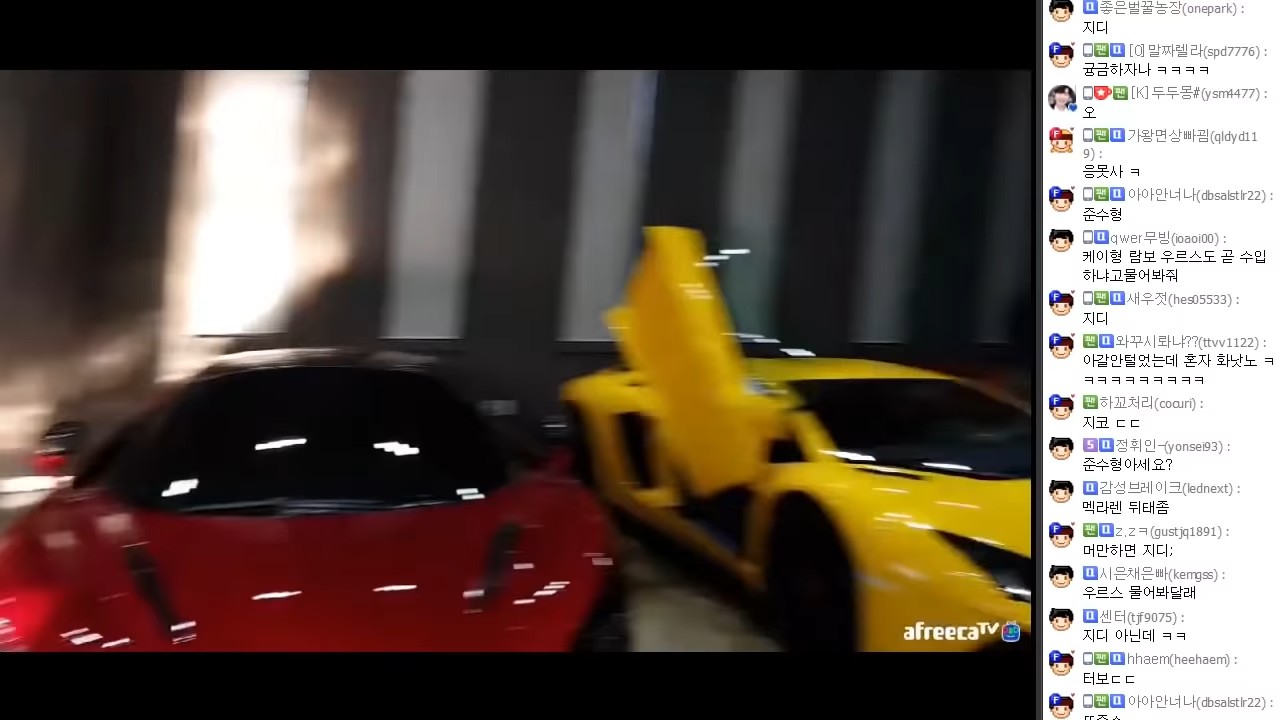 좋은벌꿀농장(onepark) :
지디
[0] 말짜렐라(spd7776) :
귱금하자나 ㅋㅋㅋㅋ
[K] 두두몽#(ysm4477) :
오
가왕면상빠굄(qldyd11
9) :
응못사 ㅋ
아아안녀나(dbsalstlr22) :
준수형
qwer무빙(ioaoi00) :
케이형 람보 우르스도 곧 수입
하냐고물어봐줘
새우젓(hes05533) :
지디
와꾸시롸냐??(ttvv1122) :
아갈안털었는데 혼자 화낫노 ㅋ
ㅋㅋㅋㅋㅋㅋㅋㅋㅋ
하꼬처리(cocuri) :
지코 ㄷㄷ
정휘인~(yonsei93) :
준수형아세요?
감성브레이크(lednext) :
멕라렌 뒤태좀
z,zㅋ(gustjq1891) :
머만하면 지디;
시은채은빠(kemgss) :
우르스 물어봐달래
센터(tjf9075) :
지디 아닌데 ㅋㅋ
hhaem(heehaem) :
터보ㄷㄷ
아아안녀나(dbsalstlr22) :
afreecaTV